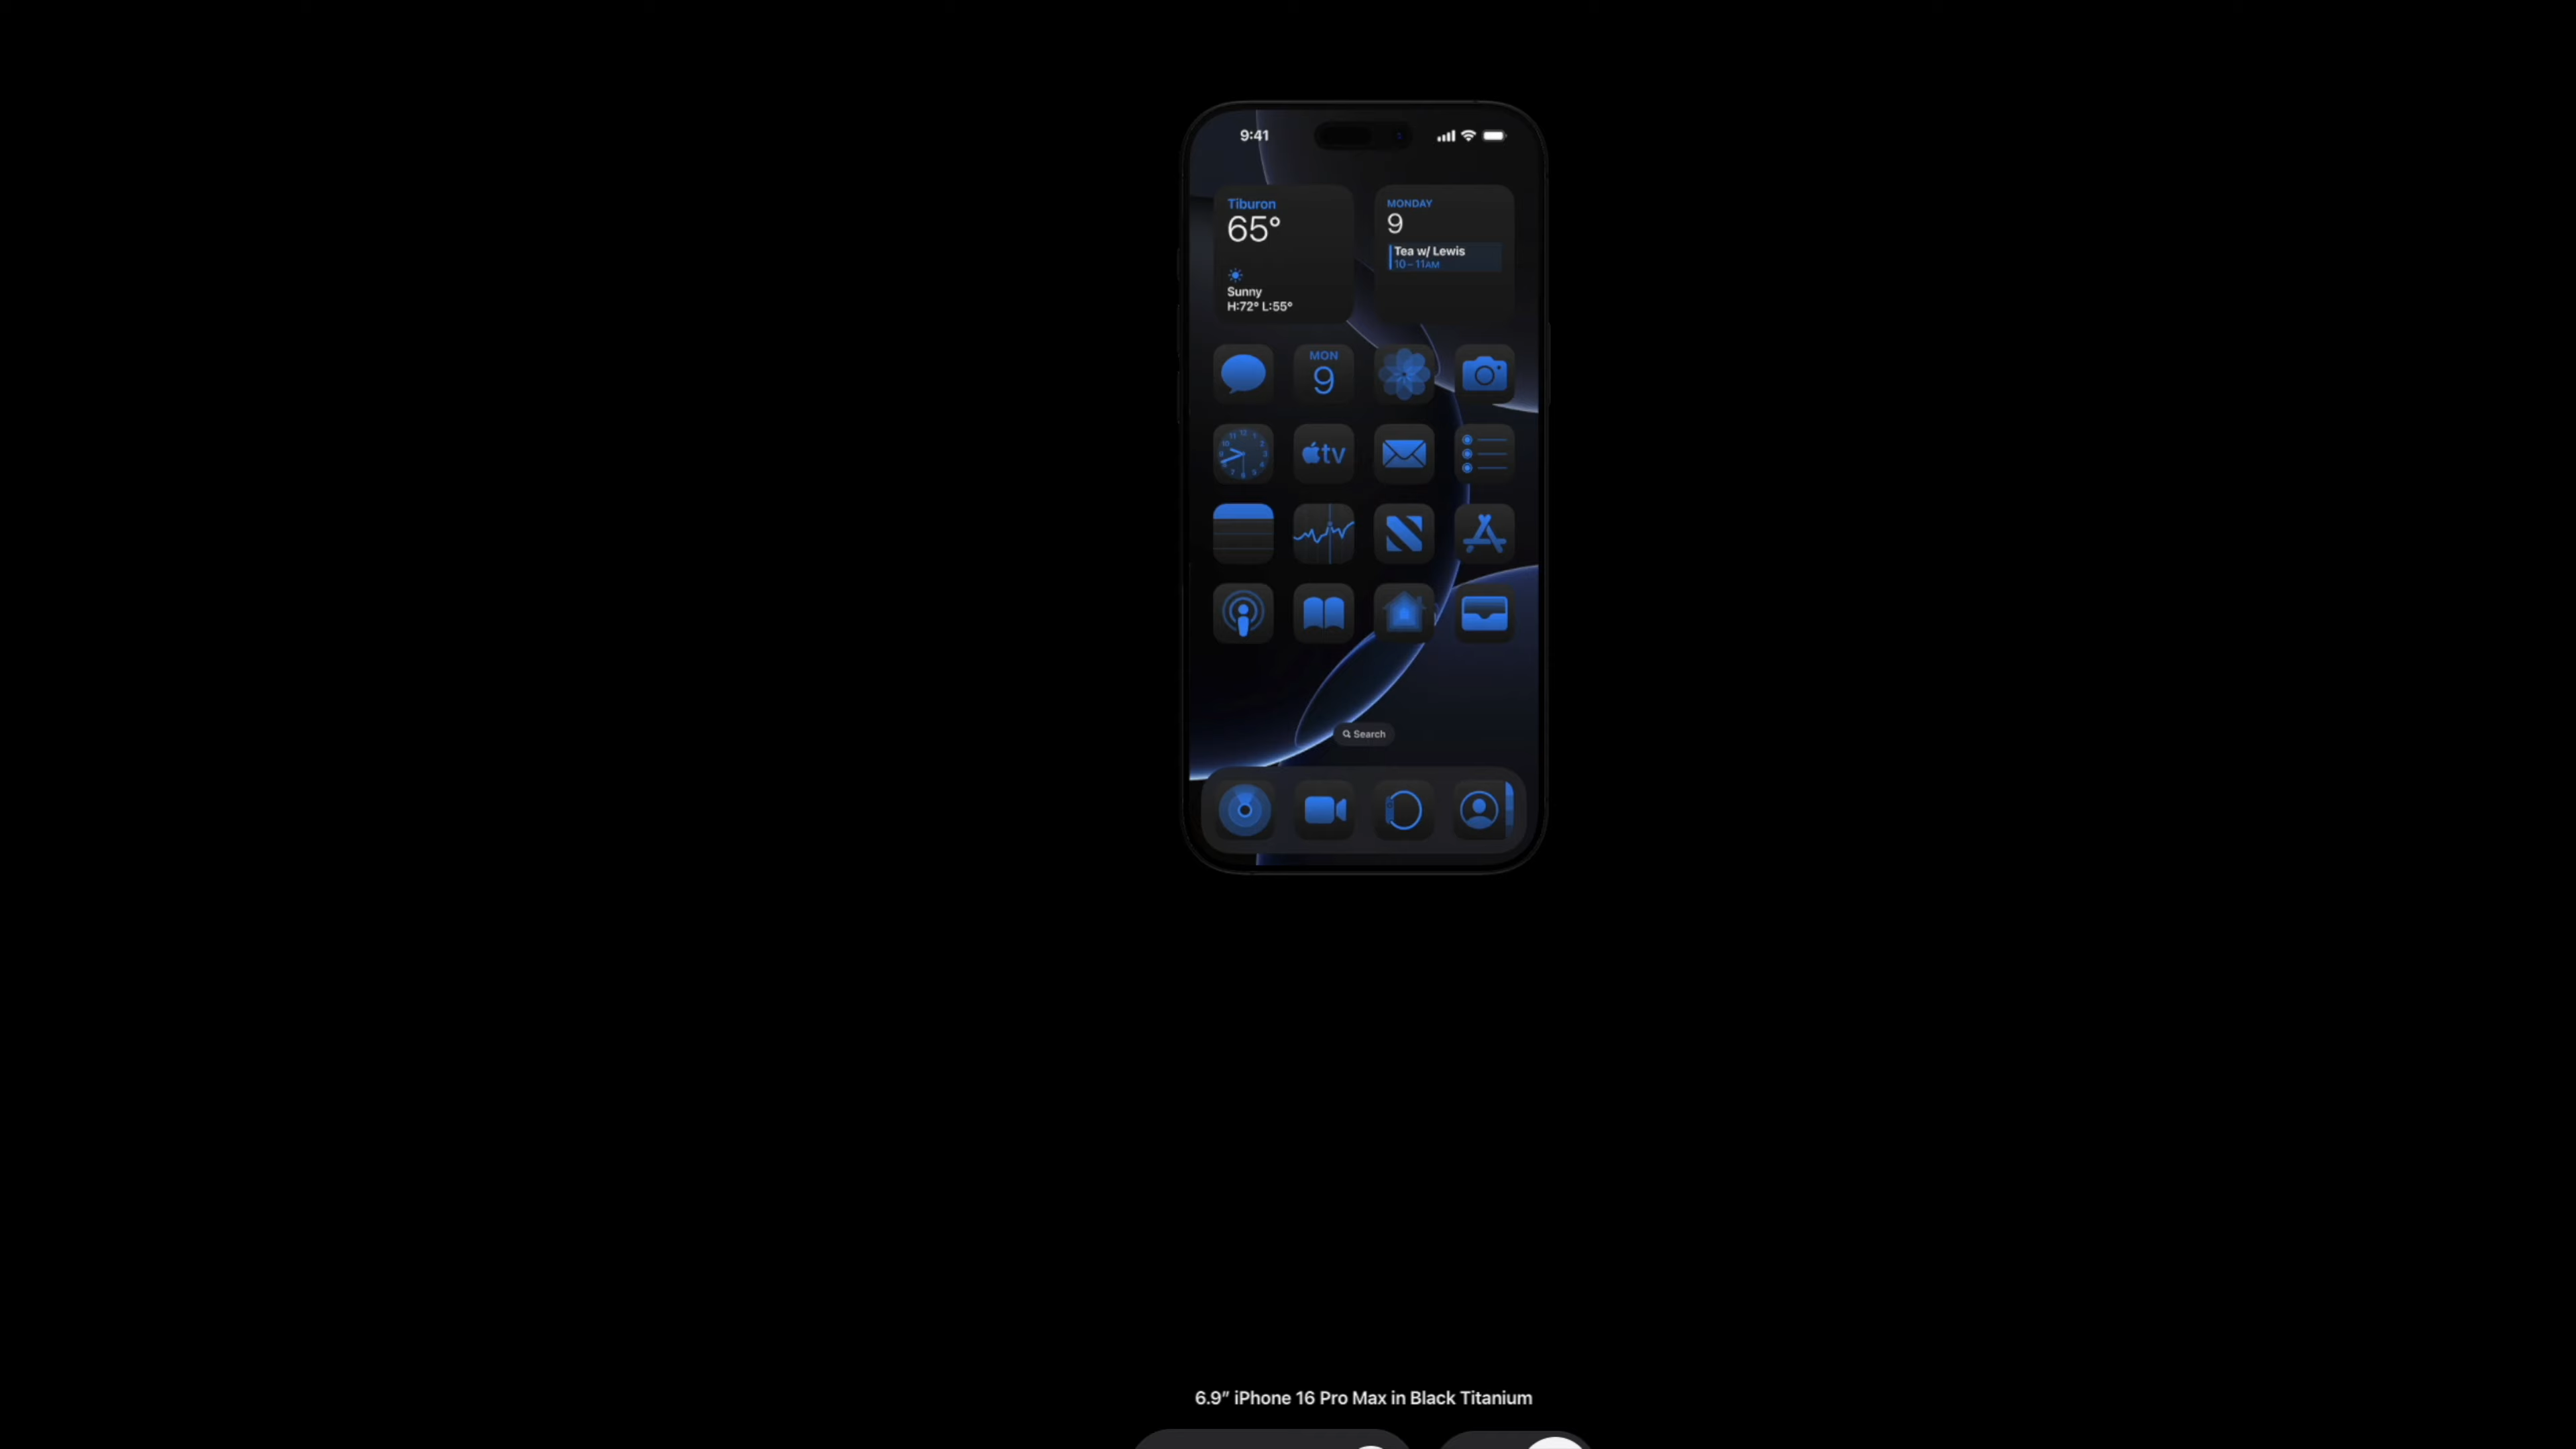 9:41
Tiburon
65°
Sunny
H:72° L:55°
MONDAY
9
Tea w/ Lewis
10–11AM
MON
9
tv
Search
6.9” iPhone 16 Pro Max in Black Titanium